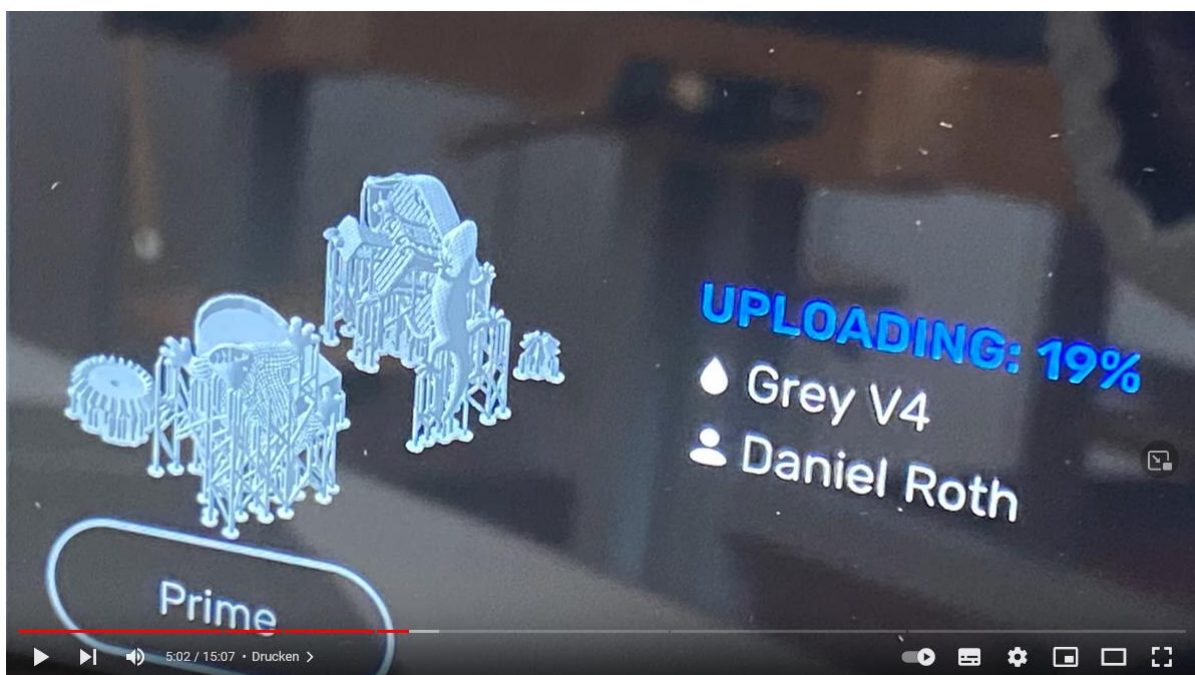 UPLOADING: 19%
Grey V4
Daniel Roth
Prime
5:02 / 15:07 • Drucken >